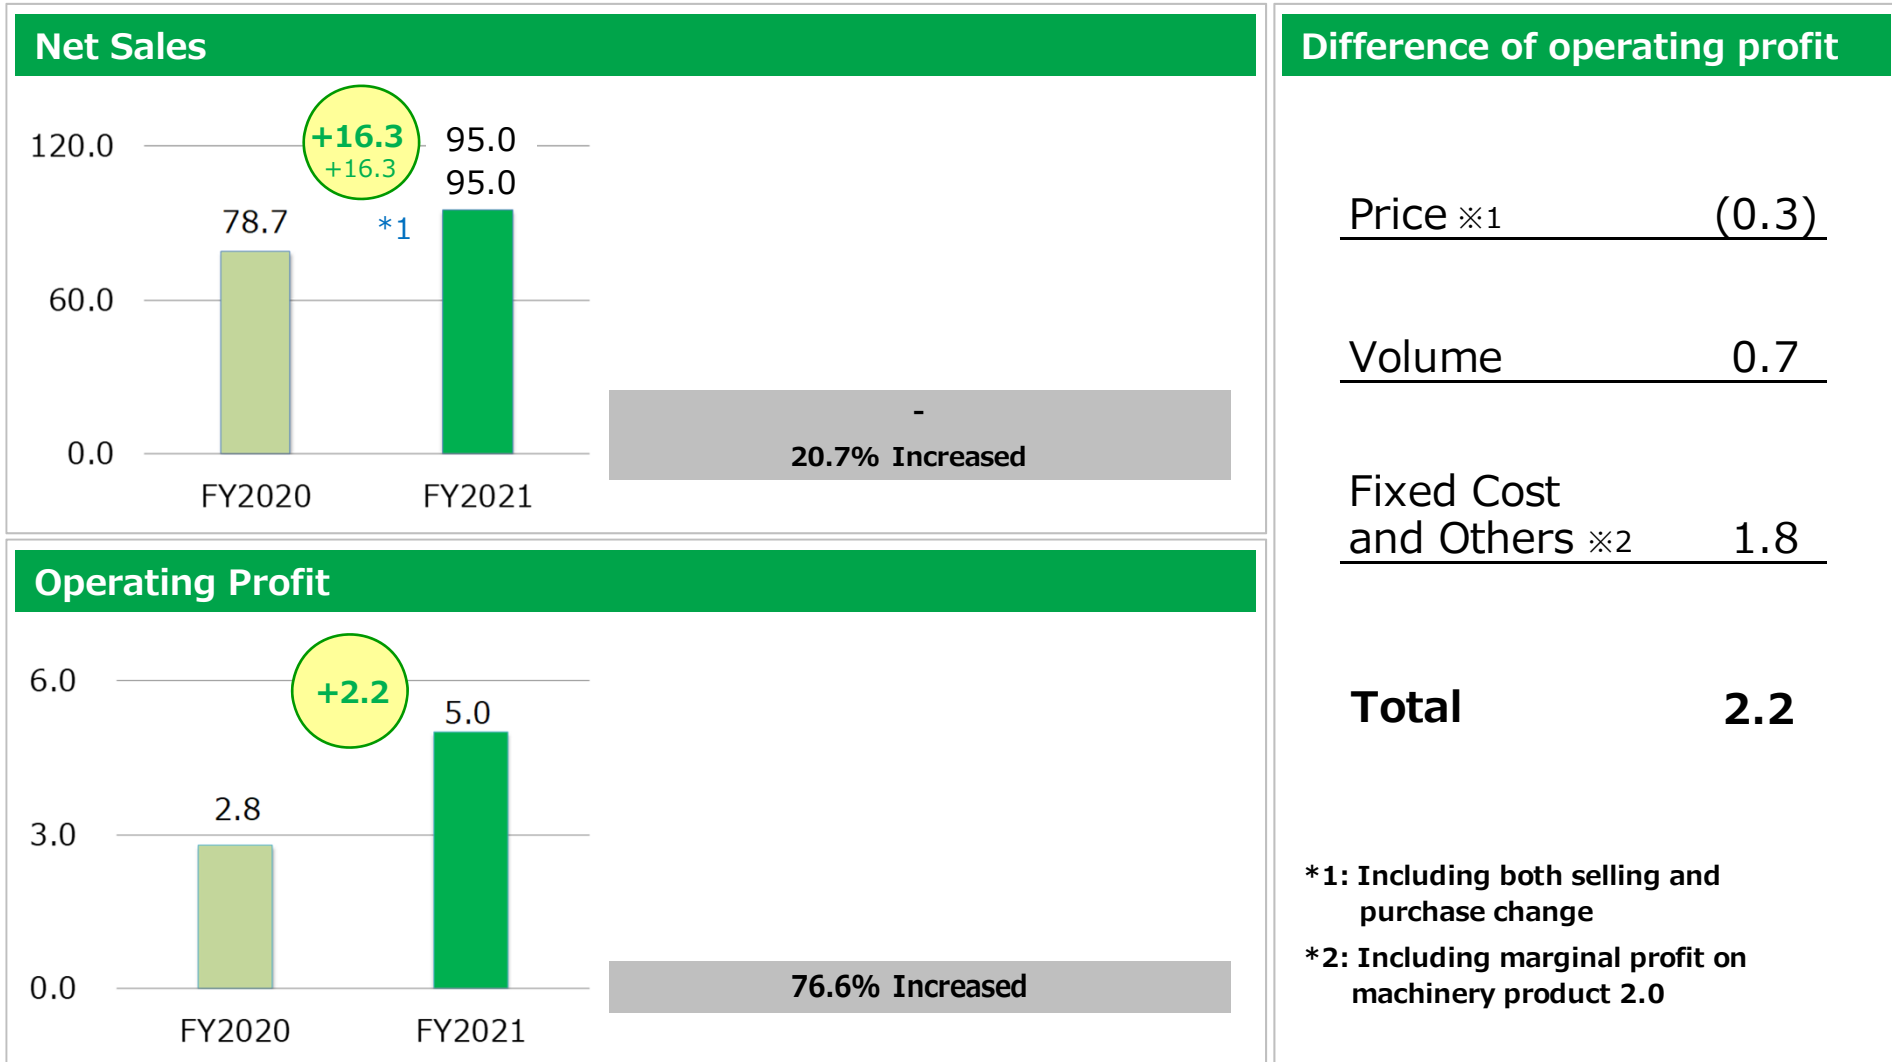 Net Sales
120.0
60.0
0.0
+16.3
+16.3
95.0
95.0
78.7
*1
FY2020 FY2021
-
20.7% Increased
Operating Profit
6.0
3.0
0.0
+2.2
5.0
2.8
FY2020 FY2021
76.6% Increased
Difference of operating profit
Price ※1 (0.3)
Volume 0.7
Fixed Cost
and Others ※2 1.8
Total 2.2
*1: Including both selling and
purchase change
*2: Including marginal profit on
machinery product 2.0